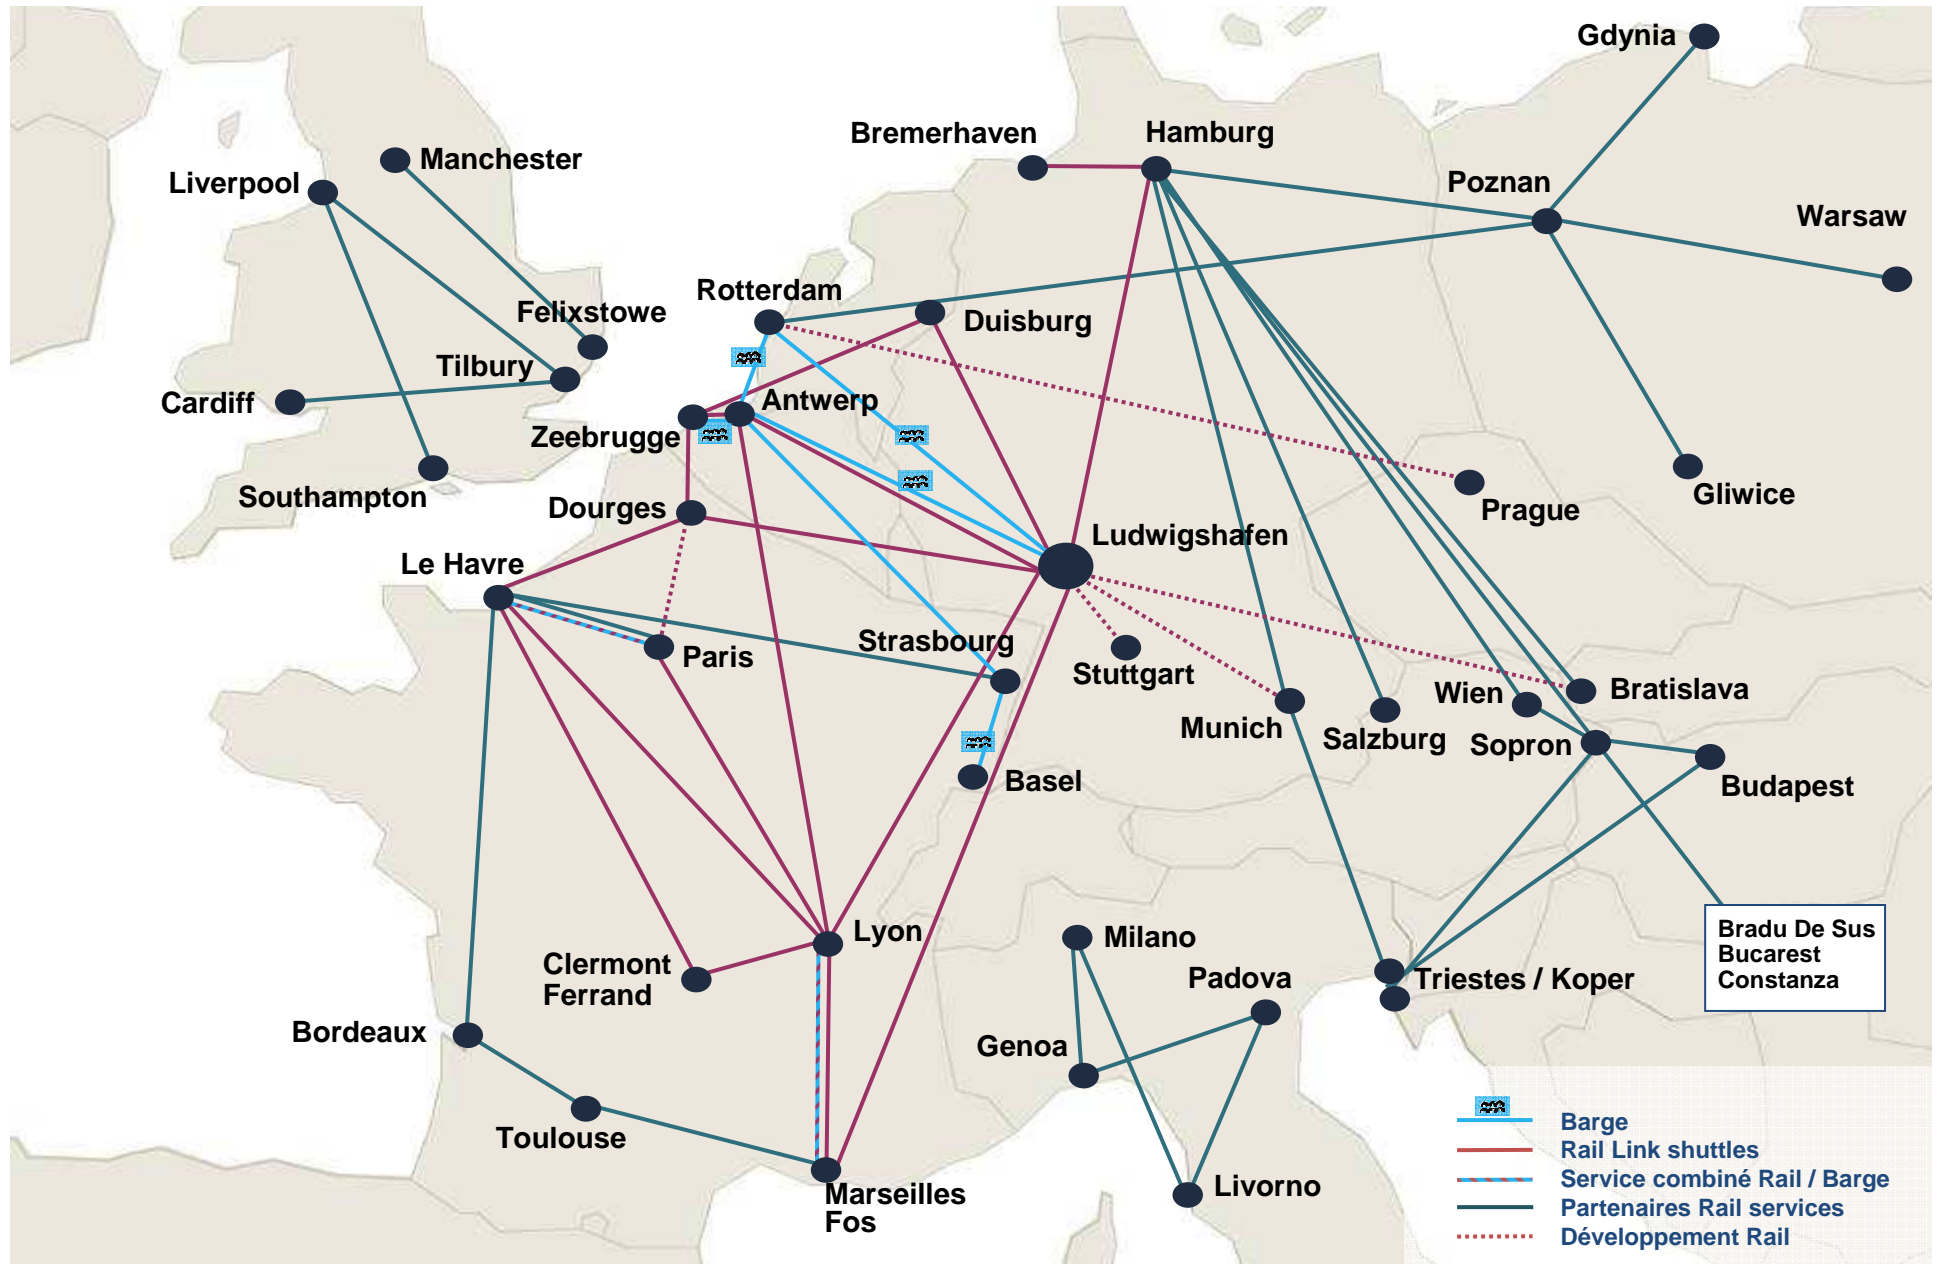 Gdynia
Bremerhaven
Hamburg
Manchester
Liverpool
Poznan
Warsaw
Rotterdam
Felixstowe
Duisburg
Tilbury
Cardiff
Antwerp
Zeebrugge
Southampton
Gliwice
Dourges
Prague
Ludwigshafen
Le Havre
Strasbourg
Paris
Stuttgart
Wien
Bratislava
Munich
Salzburg
Sopron
Basel
Budapest
Lyon
Milano
Bradu De Sus
Bucarest
Constanza
Clermont
Ferrand
Padova
Triestes / Koper
Bordeaux
Genoa
Toulouse
Marseilles
Fos
Livorno
Barge
Rail Link shuttles
Service combiné Rail / Barge
Partenaires Rail services
Développement Rail